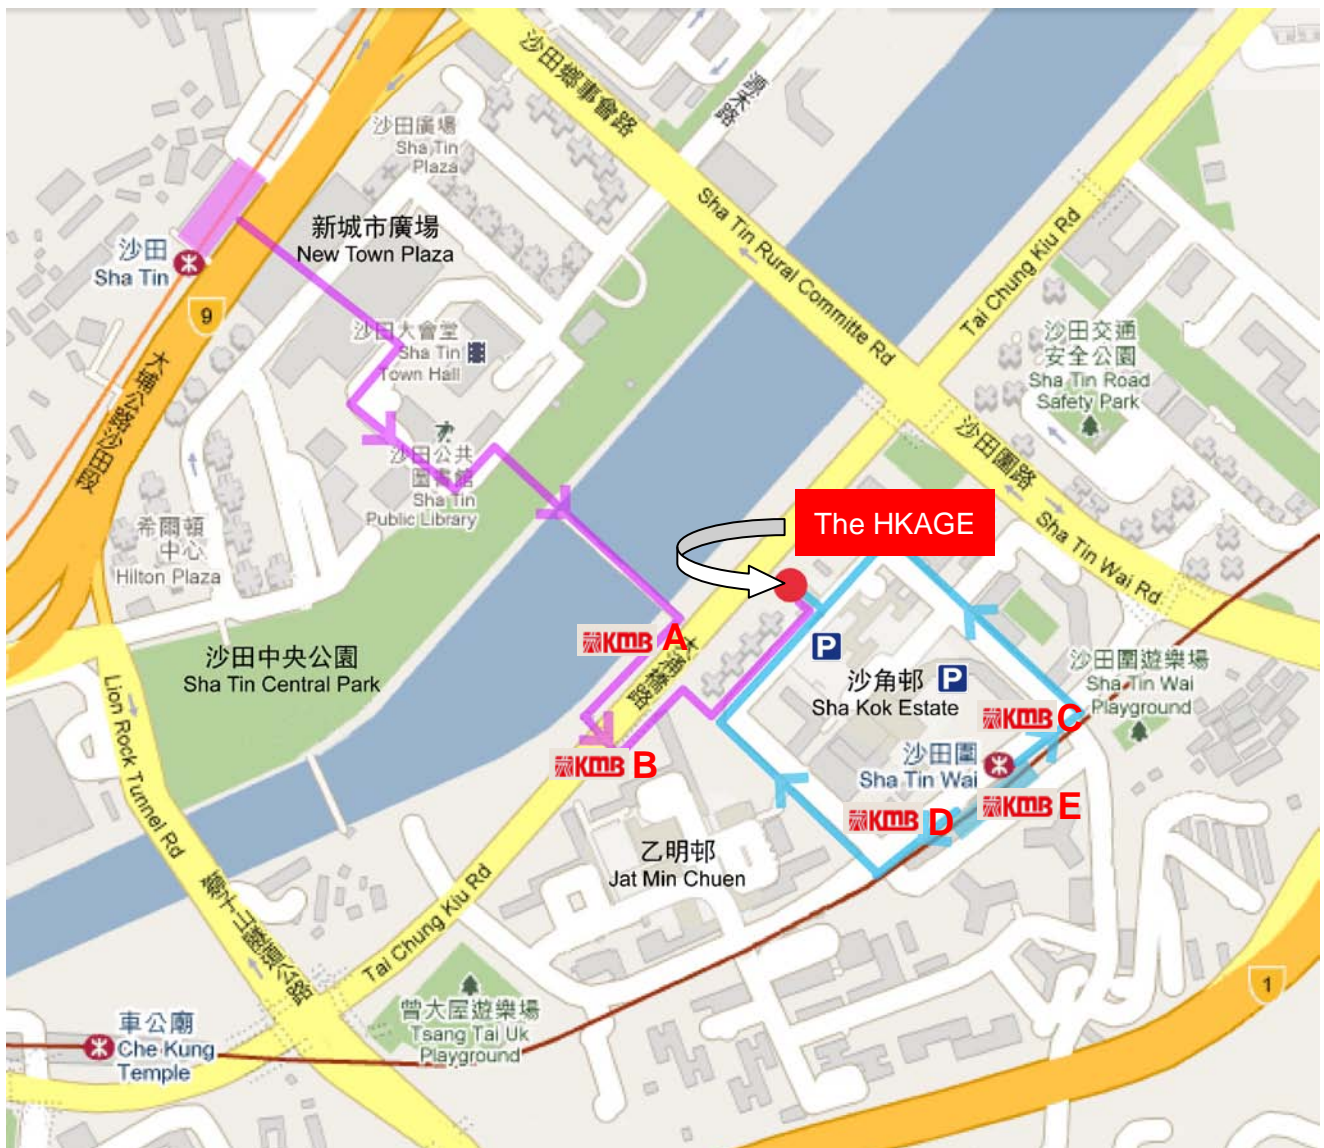 沙田鄉事會路
源禾路
沙田廣場
Sha Tin
Plaza
新城市廣場
New Town Plaza
沙田
Sha Tin
9
大埔公路沙田段
Sha Tin Rural Committe Rd
Tai Chung Kiu Rd
沙田大會堂
Sha Tin
Town Hall
沙田交通
安全公園
Sha Tin Road
Safety Park
沙田公共
圖書館
Sha Tin
Public Library
沙田圍路
Sha Tin Wai Rd
希爾頓
中心
Hilton Plaza
The HKAGE
沙田中央公園
Sha Tin Central Park
KMB A
大涌橋路
P
沙角邨 P
Sha Kok Estate
沙田圍遊樂場
Sha Tin Wai
Playground
KMB C
Lion Rock Tunnel Rd
KMB B
沙田圍
Sha Tin Wai
KMB E
KMB D
乙明邨
Jat Min Chuen
獅子山隧道公路
Tai Chung Kiu Rd
1
曾大屋遊樂場
Tsang Tai Uk
Playground
車公廟
Che Kung
Temple